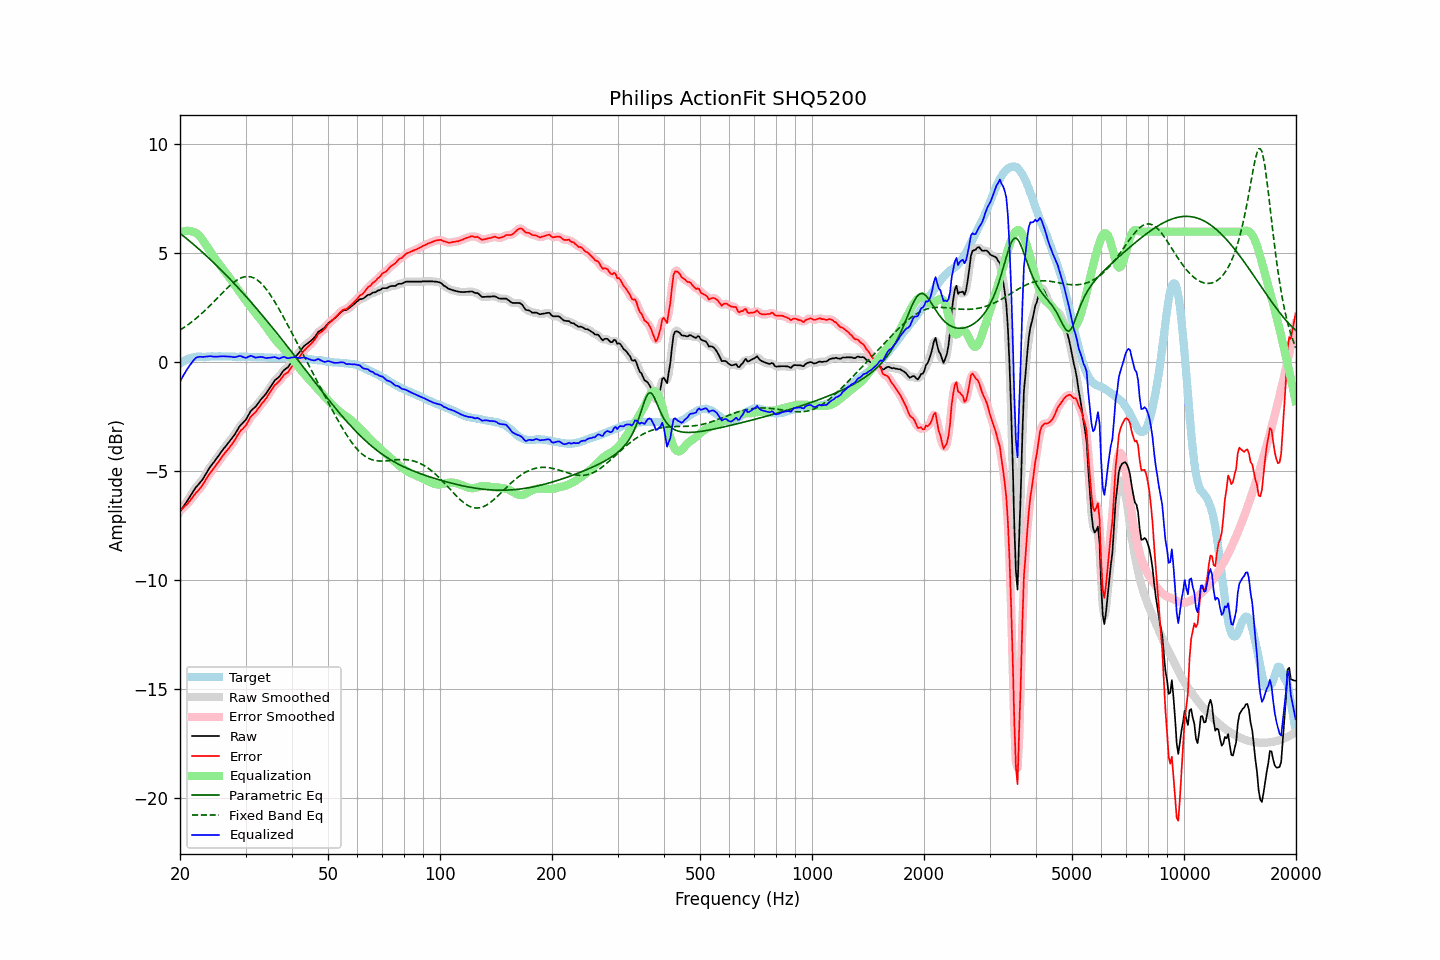 Philips ActionFit SHQ5200
Amplitude (dBr)
10
5
0
−5
−10
−15
−20
Target
Raw Smoothed
Error Smoothed
Raw
Error
Equalization
Parametric Eq
Fixed Band Eq
Equalized
20 50 100 200 500 1000 2000 5000 10000 20000
Frequency (Hz)